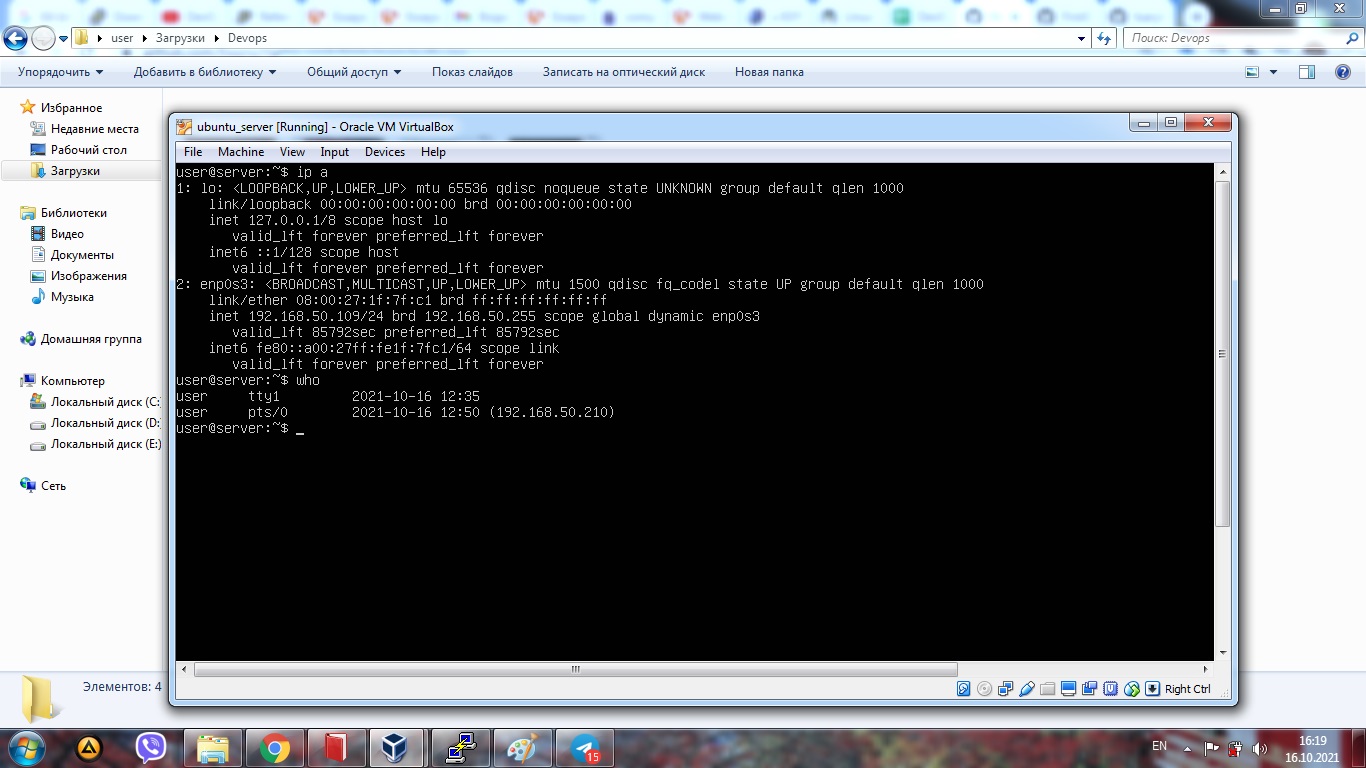 user
Загрузки
Devops
Поиск: Devops
Упорядочить
Добавить в библиотеку
Общий доступ
Показ слайдов
Записать на оптический диск
Новая папка
Избранное
Недавние места
Рабочий стол
Загрузки
Библиотеки
Видео
Документы
Изображения
Музыка
Домашняя группа
Компьютер
Локальный диск (C:
Локальный диск (D:
Локальный диск (E:)
Сеть
ubuntu_server [Running] - Oracle VM VirtualBox
File Machine View Input Devices Help
user@server:~$ ip a
1: lo: <LOOPBACK,UP,LOWER_UP> mtu 65536 qdisc noqueue state UNKNOWN group default qlen 1000
link/loopback 00:00:00:00:00:00 brd 00:00:00:00:00:00
inet 127.0.0.1/8 scope host lo
valid_lft forever preferred_lft forever
inet6 ::1/128 scope host
valid_lft forever preferred_lft forever
2: enp0s3: <BROADCAST,MULTICAST,UP,LOWER_UP> mtu 1500 qdisc fq_codel state UP group default qlen 1000
link/ether 08:00:27:1f:7f:c1 brd ff:ff:ff:ff:ff:ff
inet 192.168.50.109/24 brd 192.168.50.255 scope global dynamic enp0s3
valid_lft 85792sec preferred_lft 85792sec
inet6 fe80::a00:27ff:fe1f:7fc1/64 scope link
valid_lft forever preferred_lft forever
user@server:~$ who
user tty1 2021-10-16 12:35
user pts/0 2021-10-16 12:50 (192.168.50.210)
user@server:~$ _
Right Ctrl
Элементов: 4
15
EN
16:19
16.10.2021